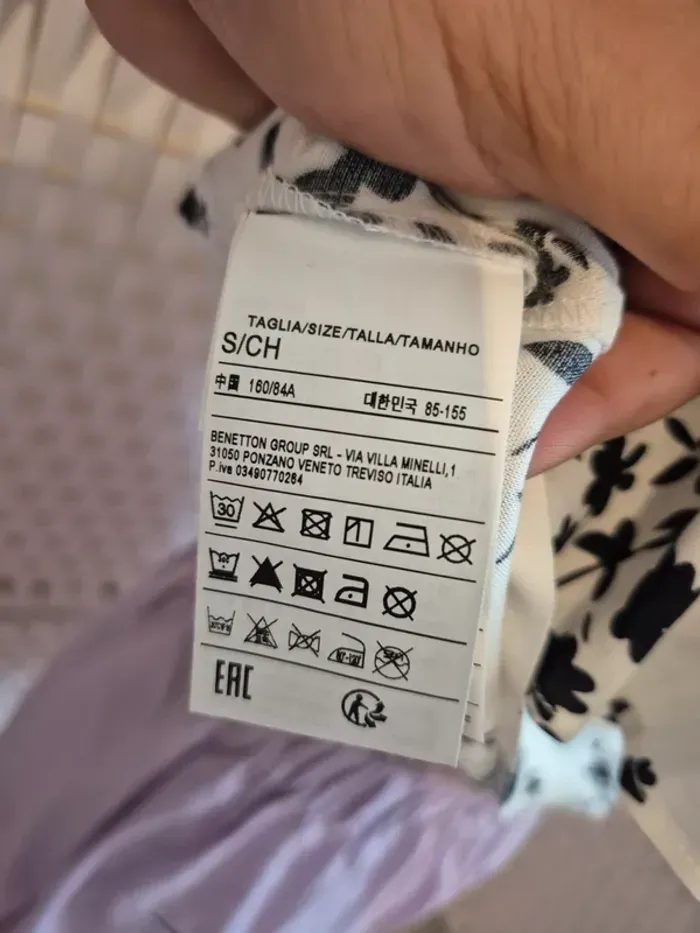 TAGLIA/SIZE/TALLA/TAMANHO
S/CH
中国 160/84A 대한민국 85-155
BENETTON GROUP SRL - VIA VILLA MINELLI,1
31050 PONZANO VENETO TREVISO ITALIA
P.iva 03490770264
30
EAC